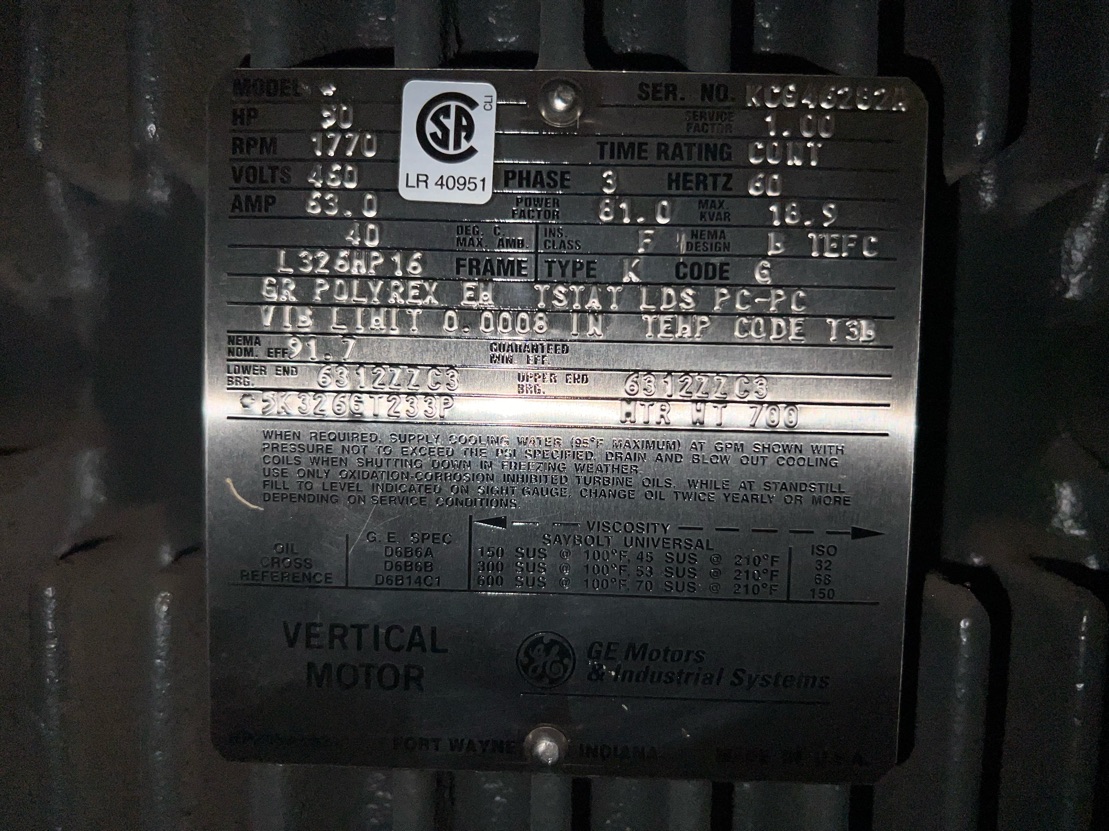 MODEL * SER. NO. KCG46282A
HP 50 SERVICE FACTOR 1.00
RPM 1770 TIME RATING CONT
VOLTS 460 PHASE 3 HERTZ 60
AMP 63.0 POWER FACTOR 81.0 MAX. KVAR 18.9
40 DEG. C. MAX. AMB. INS. CLASS F NEMA DESIGN B TEFC
L326HP16 FRAME TYPE K CODE G
GR POLYREX EM TSTAT LDS PC-PC
VIB LIMIT 0.0008 IN TEMP CODE T3B
NEMA NOM. EFF. 91.7 GUARANTEED MIN. EFF.
LOWER END BRG. 6312ZZC3 UPPER END BRG. 6312ZZC3
*5K326GT233P MTR WT 700
CSA
LR 40951
WHEN REQUIRED, SUPPLY COOLING WATER (95°F MAXIMUM) AT GPM SHOWN WITH
PRESSURE NOT TO EXCEED THE PSI SPECIFIED. DRAIN AND BLOW OUT COOLING
COILS WHEN SHUTTING DOWN IN FREEZING WEATHER.
USE ONLY OXIDATION-CORROSION INHIBITED TURBINE OILS. WHILE AT STANDSTILL
FILL TO LEVEL INDICATED ON SIGHT GAUGE. CHANGE OIL TWICE YEARLY OR MORE
DEPENDING ON SERVICE CONDITIONS.
OIL CROSS REFERENCE
G.E. SPEC VISCOSITY SAYBOLT UNIVERSAL ISO
D6B6A 150 SUS @ 100°F, 45 SUS @ 210°F 32
D6B6B 300 SUS @ 100°F, 53 SUS @ 210°F 68
D6B14C1 600 SUS @ 100°F, 70 SUS @ 210°F 150
VERTICAL
MOTOR
GE GE Motors
& Industrial Systems
FORT WAYNE INDIANA. MADE IN U.S.A.